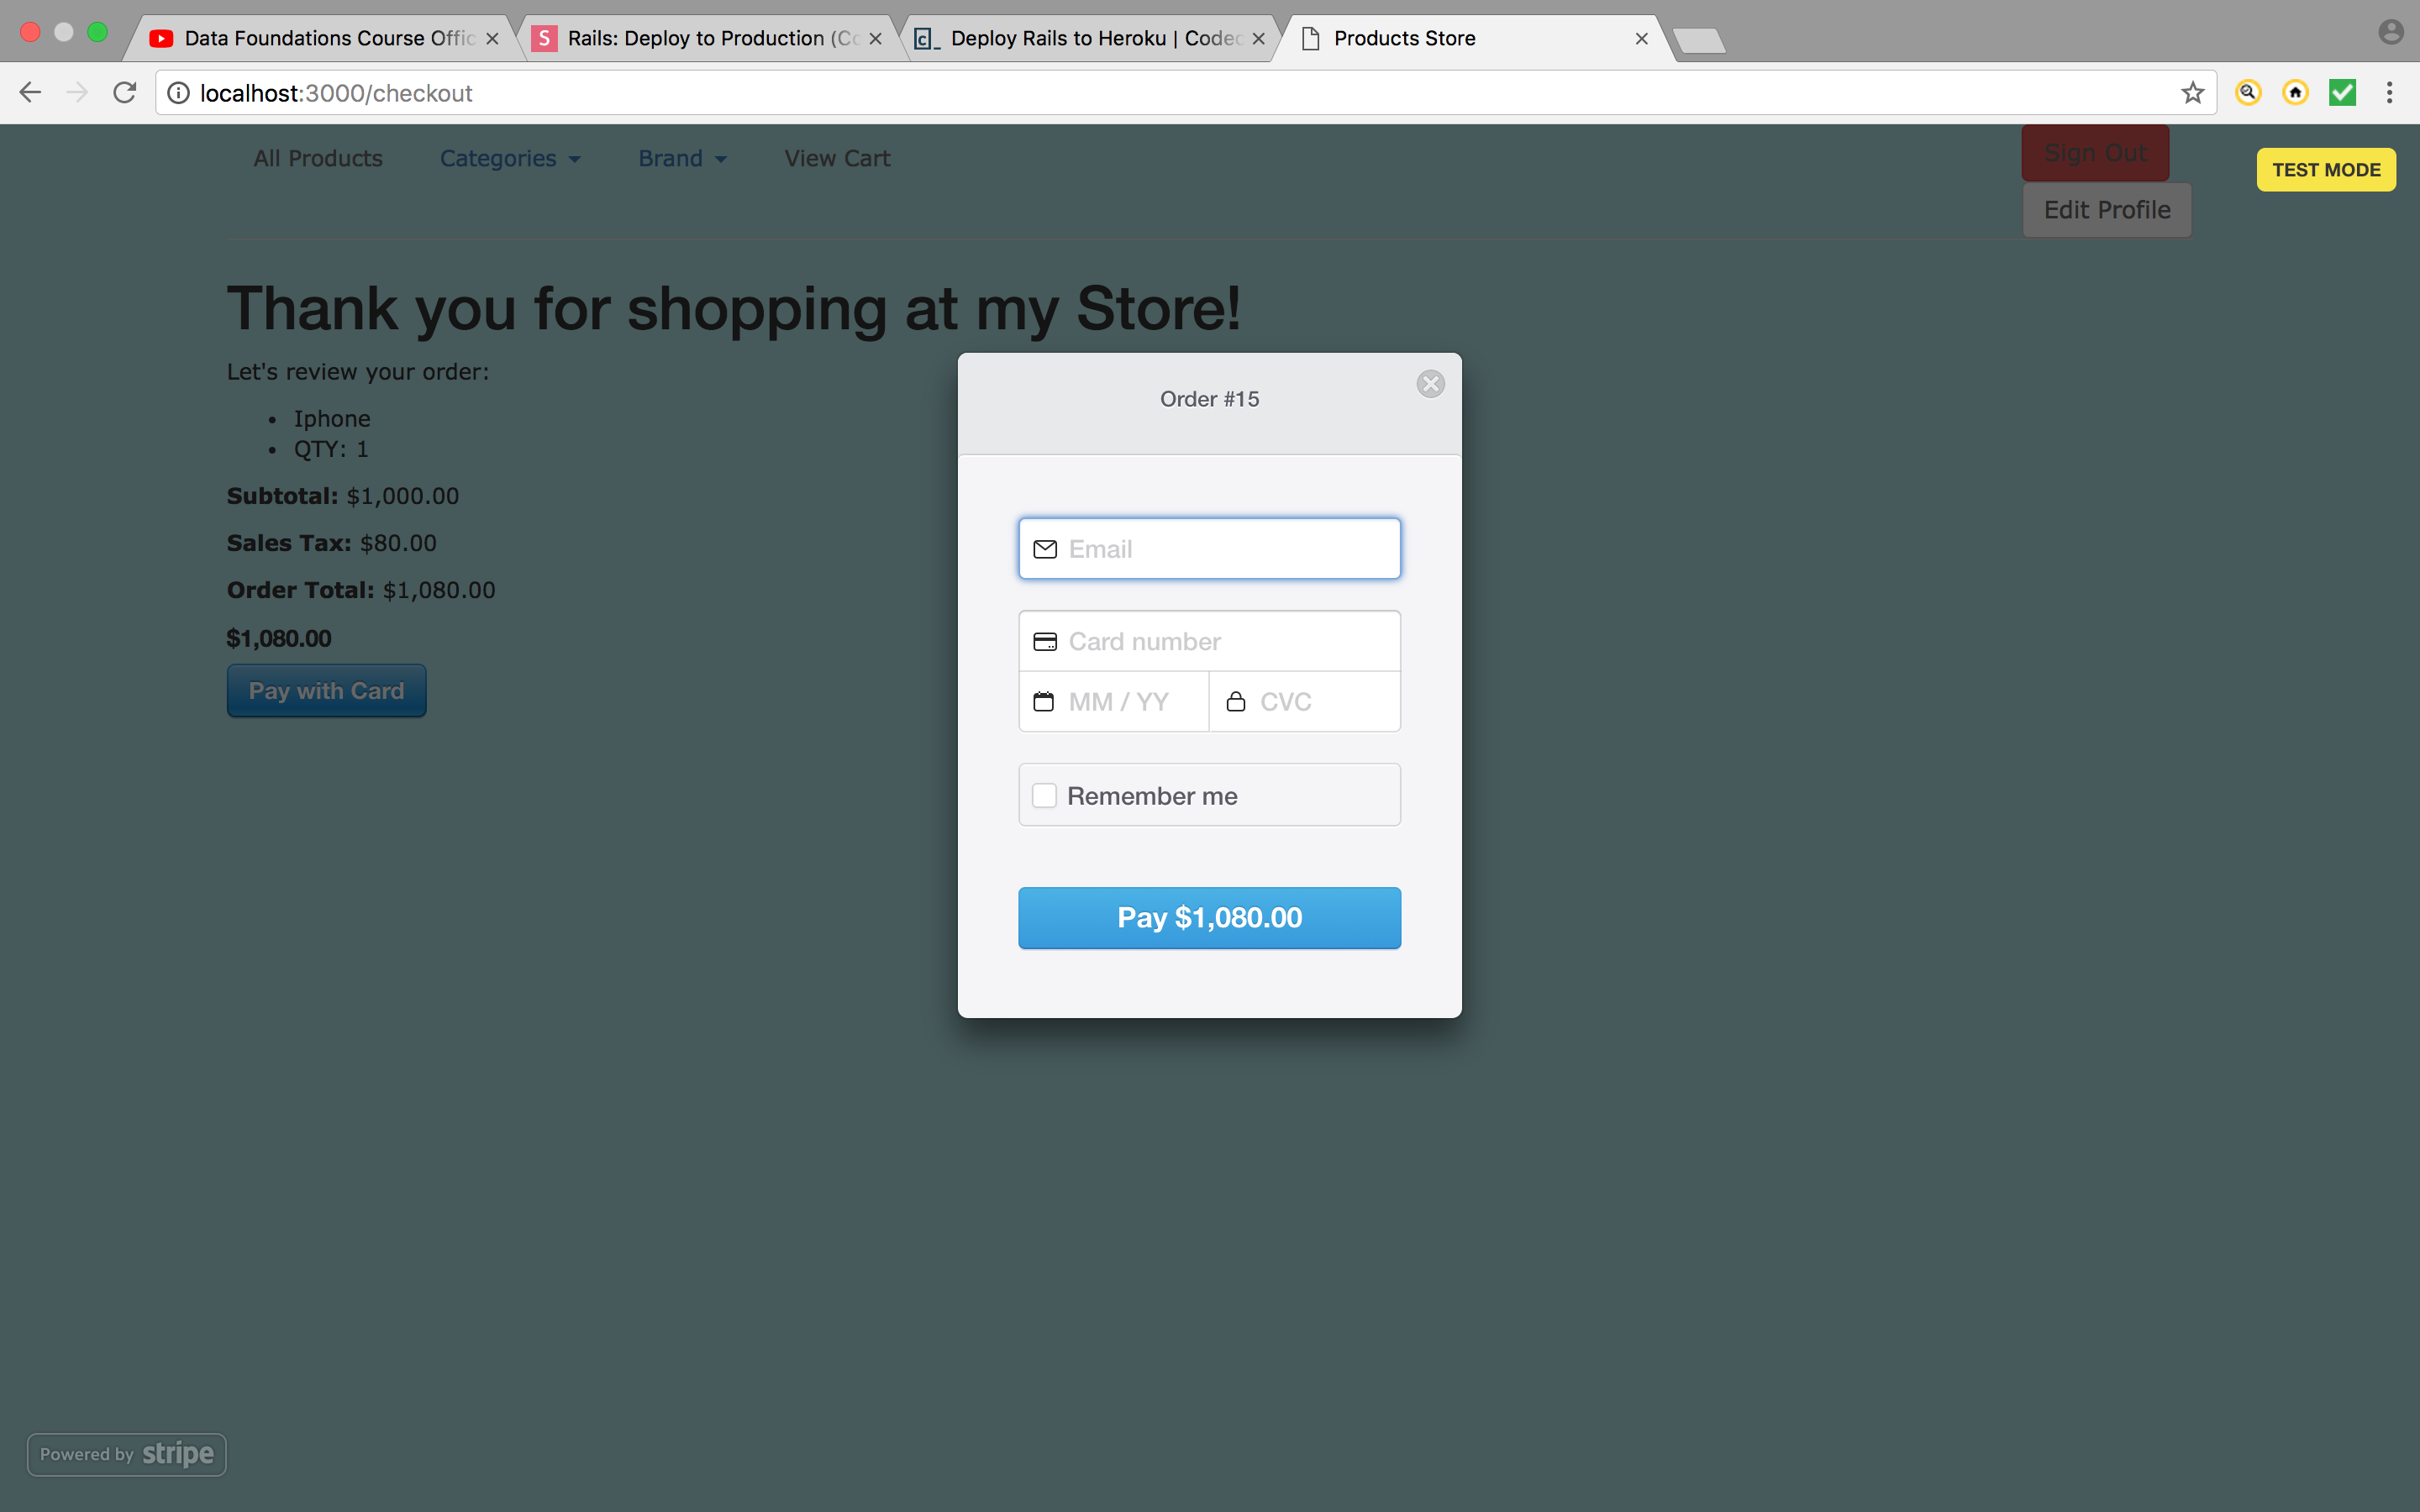 Data Foundations Course Offic
S Rails: Deploy to Production (Co
c_ Deploy Rails to Heroku | Codec
Products Store
localhost:3000/checkout
All Products Categories Brand View Cart
Sign Out
TEST MODE
Edit Profile
Thank you for shopping at my Store!
Let's review your order:
• Iphone
• QTY: 1
Subtotal: $1,000.00
Sales Tax: $80.00
Order Total: $1,080.00
$1,080.00
Pay with Card
Order #15
Email
Card number
MM / YY CVC
Remember me
Pay $1,080.00
Powered by stripe